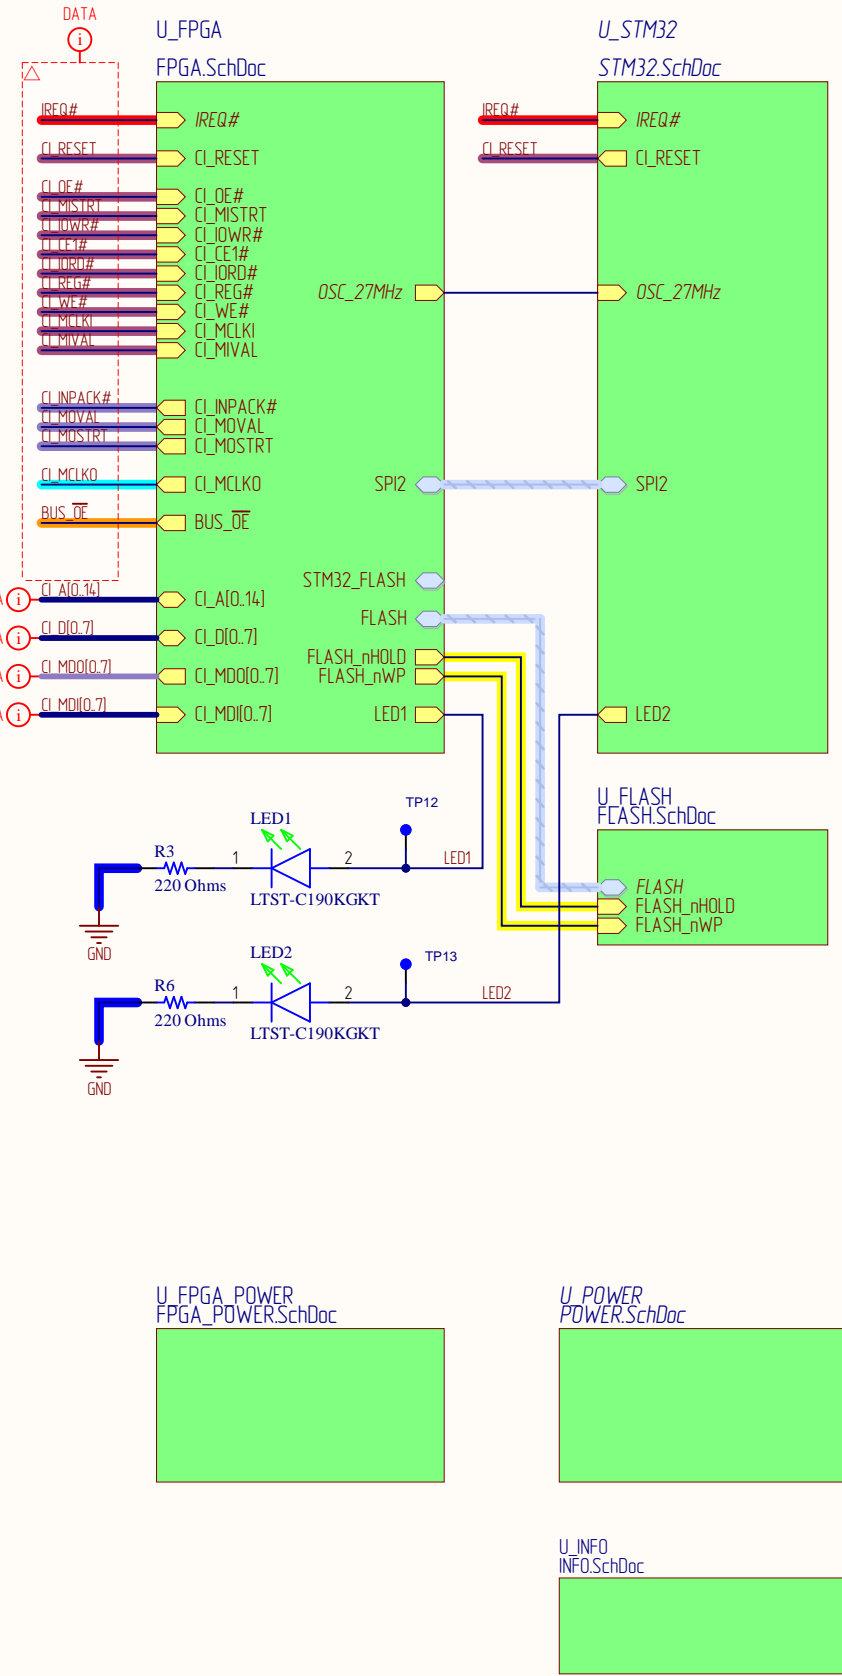 DATA
i
U_FPGA
FPGA.SchDoc
IREQ#
CI_RESET
CI_OE#
CI_MISTRT
CI_IOWR#
CI_CE1#
CI_IORD#
CI_REG#
CI_WE#
CI_MCLKI
CI_MIVAL
CI_INPACK#
CI_MOVAL
CI_MOSTRT
CI_MCLKO
BUS_OE
CI_A[0..14]
CI_D[0..7]
CI_MDO[0..7]
CI_MDI[0..7]
i
i
i
i
IREQ#
CI_RESET
CI_OE#
CI_MISTRT
CI_IOWR#
CI_CE1#
CI_IORD#
CI_REG#
CI_WE#
CI_MCLKI
CI_MIVAL
CI_INPACK#
CI_MOVAL
CI_MOSTRT
CI_MCLKO
BUS_OE
CI_A[0..14]
CI_D[0..7]
CI_MDO[0..7]
CI_MDI[0..7]
OSC_27MHz
SPI2
STM32_FLASH
FLASH
FLASH_nHOLD
FLASH_nWP
LED1
U_STM32
STM32.SchDoc
IREQ#
CI_RESET
IREQ#
CI_RESET
OSC_27MHz
SPI2
LED2
U_FLASH
FLASH.SchDoc
FLASH
FLASH_nHOLD
FLASH_nWP
R3
220 Ohms
GND
1
LED1
LTST-C190KGKT
2
TP12
LED1
R6
220 Ohms
GND
1
LED2
LTST-C190KGKT
2
TP13
LED2
U_FPGA_POWER
FPGA_POWER.SchDoc
U_POWER
POWER.SchDoc
U_INFO
INFO.SchDoc